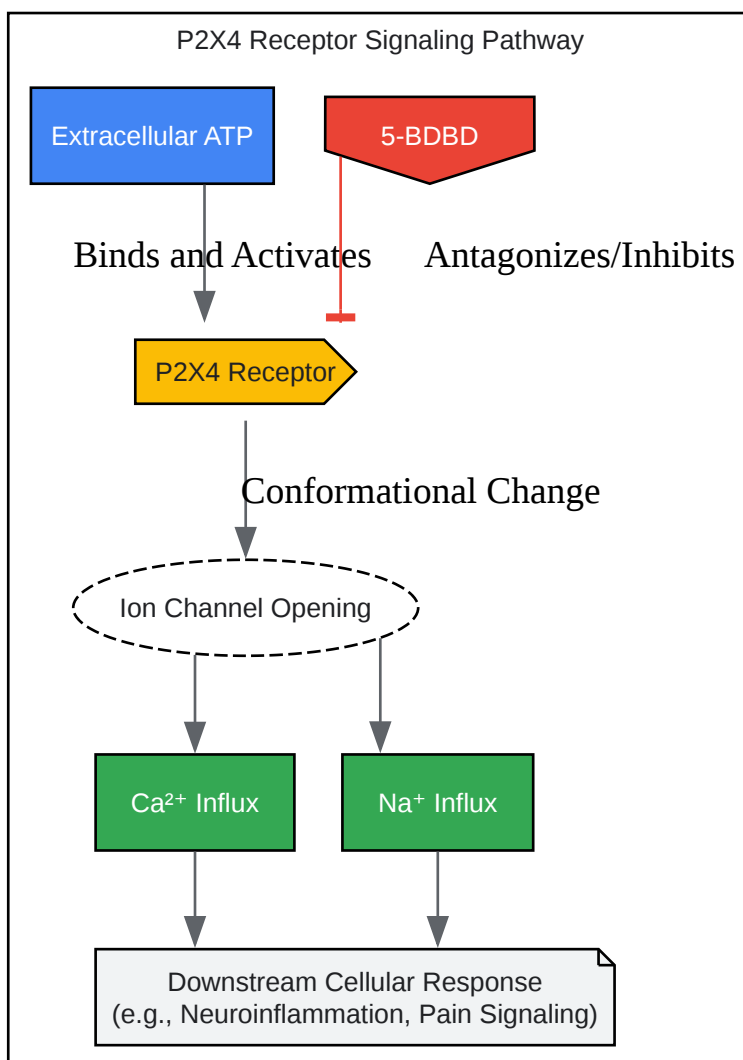 P2X4 Receptor Signaling Pathway
Extracellular ATP
5-BDBD
Binds and Activates
Antagonizes/Inhibits
P2X4 Receptor
Conformational Change
Ion Channel Opening
Ca²⁺ Influx
Na⁺ Influx
Downstream Cellular Response
(e.g., Neuroinflammation, Pain Signaling)